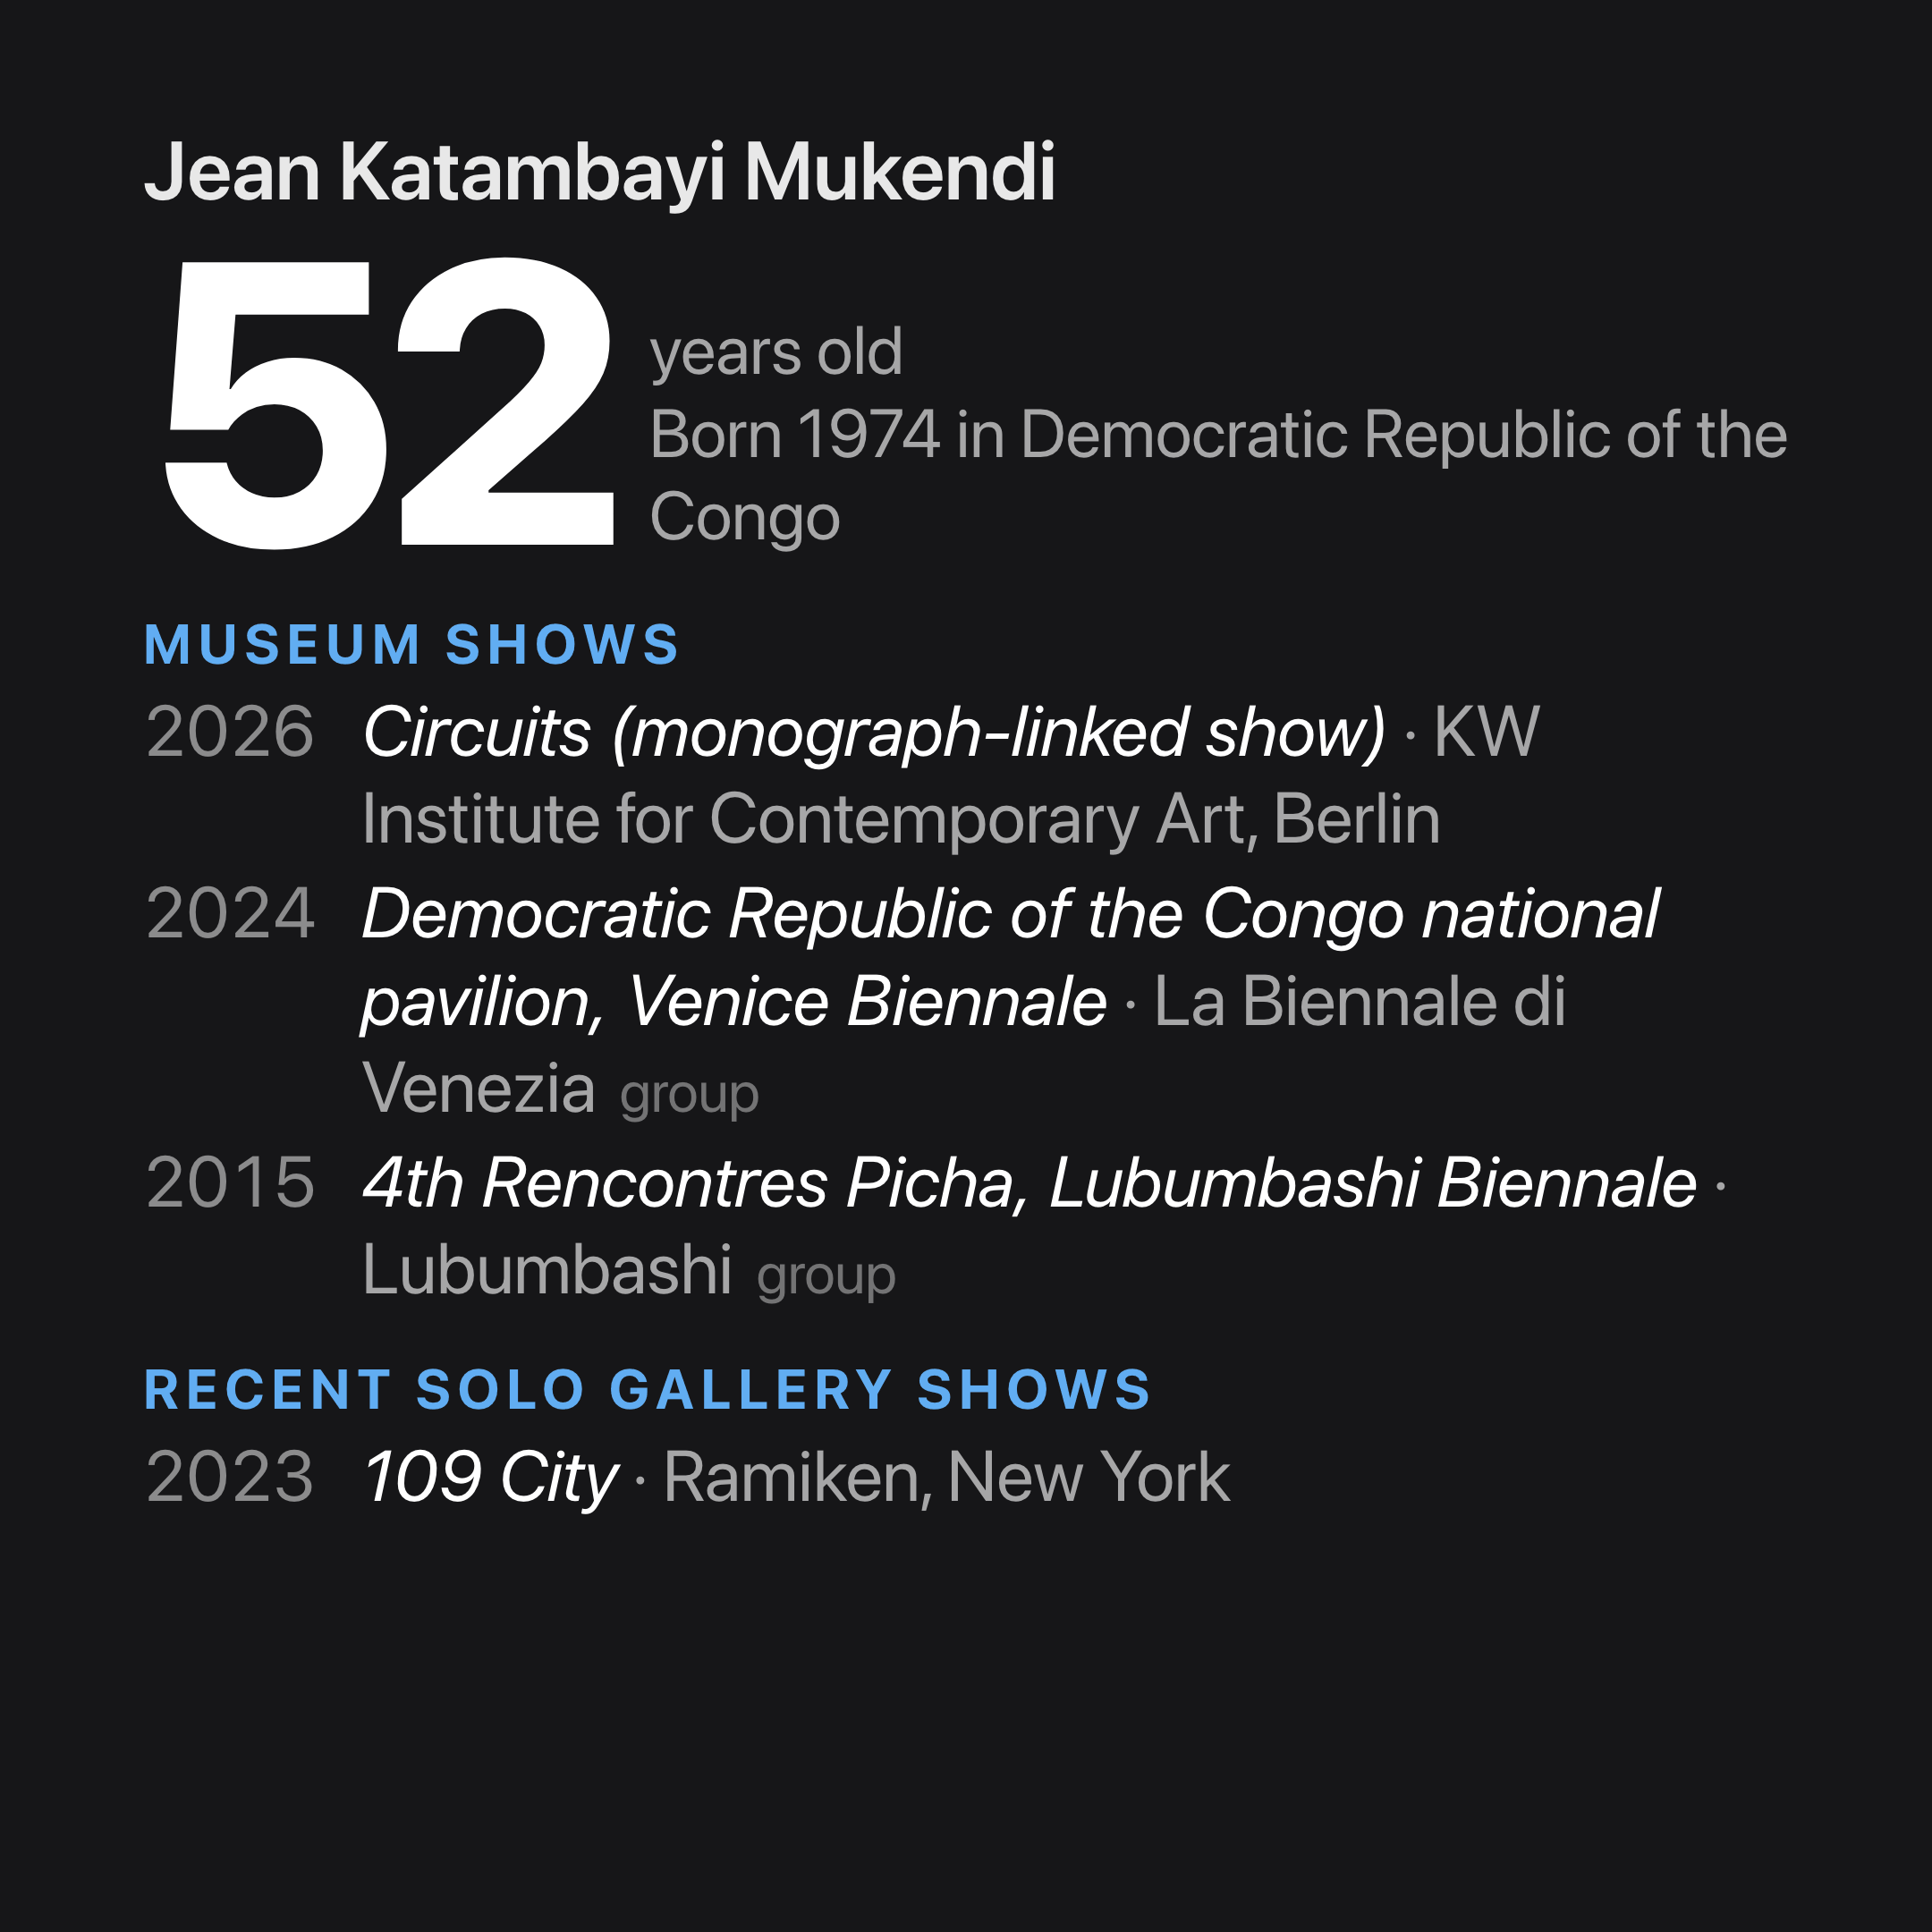 Jean Katambayi Mukendi
52
years old
Born 1974 in Democratic Republic of the
Congo
MUSEUM SHOWS
2026 Circuits (monograph-linked show) · KW
Institute for Contemporary Art, Berlin
2024 Democratic Republic of the Congo national
pavilion, Venice Biennale · La Biennale di
Venezia group
2015 4th Rencontres Picha, Lubumbashi Biennale ·
Lubumbashi group
RECENT SOLO GALLERY SHOWS
2023 109 City · Ramiken, New York